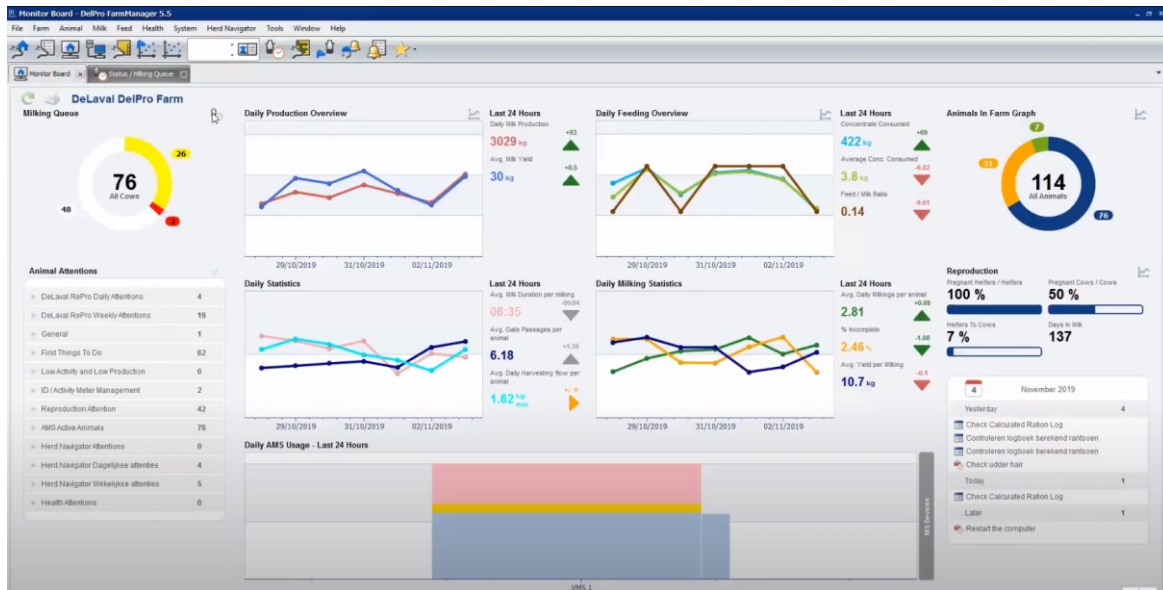 Monitor Board - DelPro FarmManager 5.5
File Farm Animal Milk Feed Health System Herd Navigator Tools Window Help
Monitor Board
Status / Milking Queue
DeLaval DelPro Farm
Milking Queue
26
76
All Cows
48
2
Daily Production Overview
29/10/2019 31/10/2019 02/11/2019
Last 24 Hours
Daily Milk Production
+93
3029 kg
Avg. Milk Yield
+0.5
30 kg
Daily Feeding Overview
29/10/2019 31/10/2019 02/11/2019
Last 24 Hours
Concentrate Consumed
+69
422 kg
Average Conc. Consumed
-0.02
3.8 kg
Feed / Milk Ratio
-0.01
0.14
Animals In Farm Graph
7
31
114
All Animals
76
Animal Attentions
DeLaval RePro Daily Attentions 4
DeLaval RePro Weekly Attentions 16
General 1
First Things To Do 62
Low Activity and Low Production 0
ID / Activity Meter Management 2
Reproduction Attention 42
AMS Active Animals 76
Herd Navigator Attentions 0
Herd Navigator Dagelijkse attenties 4
Herd Navigator Wekelijkse attenties 5
Health Attentions 0
Daily Statistics
29/10/2019 31/10/2019 02/11/2019
Last 24 Hours
Avg. Milk Duration per milking
06:35
Avg. Gate Passages per
animal
6.18
Avg. Daily Harvesting flow per
animal
1.62
Daily Milking Statistics
29/10/2019 31/10/2019 02/11/2019
Last 24 Hours
Avg. Daily Milkings per animal
+0.09
2.81
% Incomplete
2.46 %
Avg. Yield per Milking
-0.1
10.7 kg
Reproduction
Pregnant Heifers / Heifers
100 %
Pregnant Cows / Cows
50 %
Heifers To Cows
7 %
Days In Milk
137
4 November 2019
Yesterday 4
Check Calculated Ration Log
Controleren logboek berekend rantsoen
Controleren logboek berekend rantsoen
Check udder hair
Today 1
Check Calculated Ration Log
Later 1
Restart the computer
Daily AMS Usage - Last 24 Hours
MS Devices
VMS 1